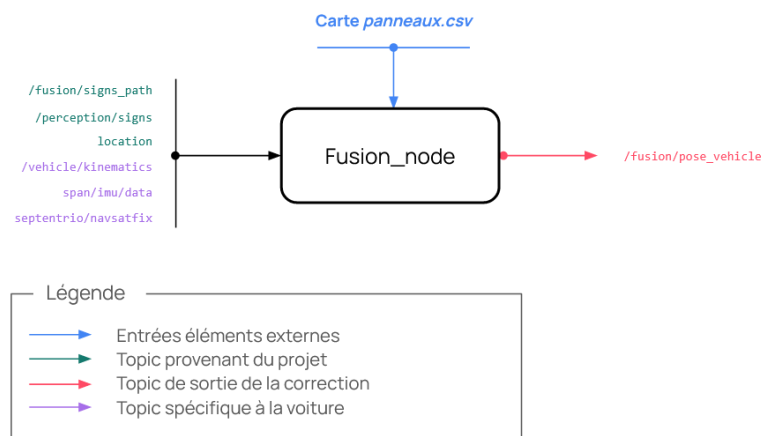 Carte panneaux.csv
/fusion/signs_path
/perception/signs
location
/vehicle/kinematics
span/imu/data
septentrio/navsatfix
Fusion_node
/fusion/pose_vehicle
Légende
Entrées éléments externes
Topic provenant du projet
Topic de sortie de la correction
Topic spécifique à la voiture